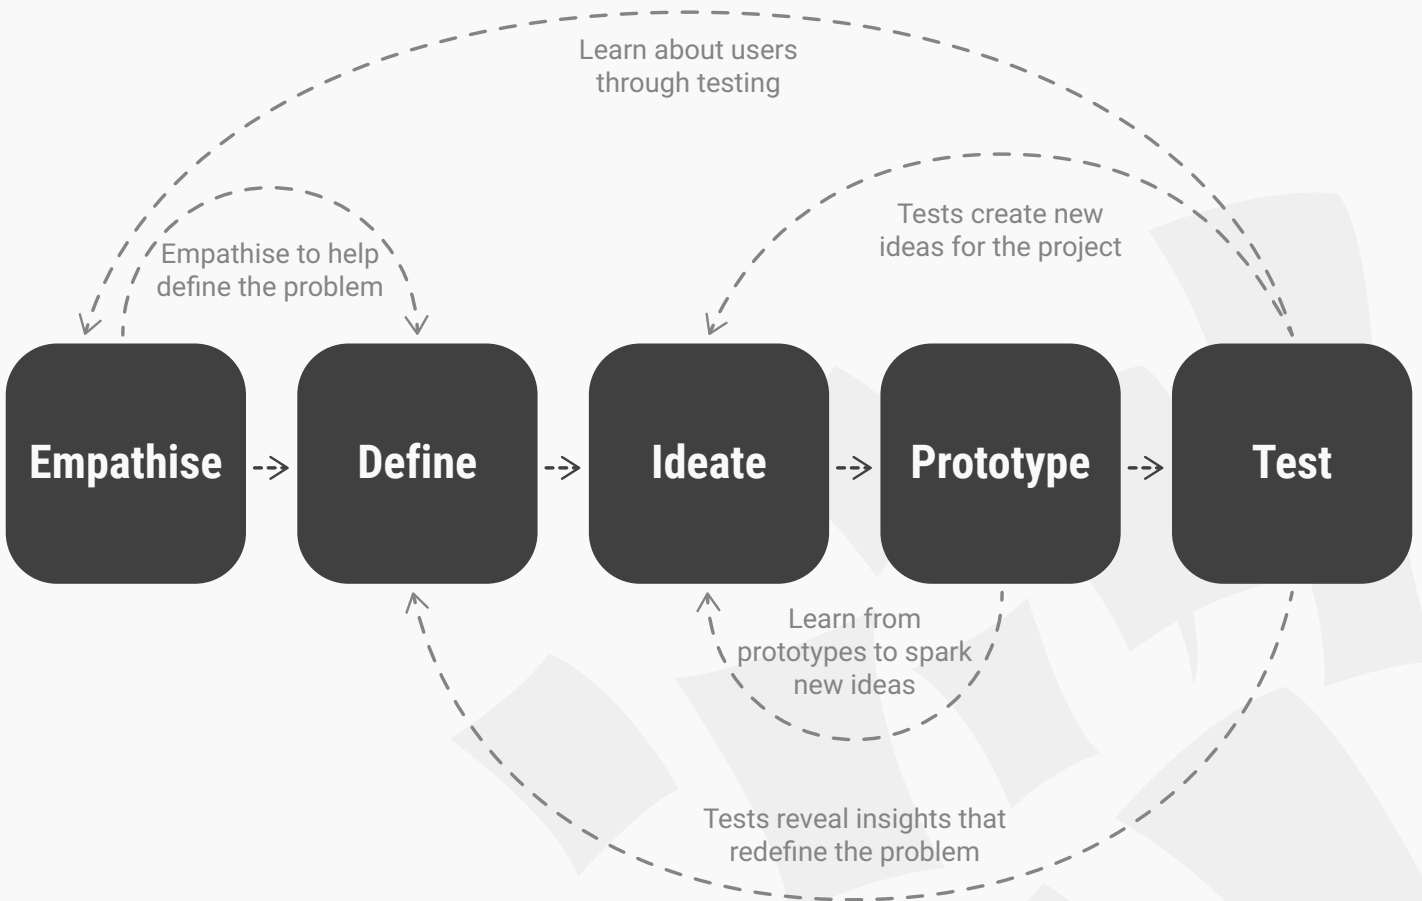 Learn about users
through testing
Tests create new
ideas for the project
Empathise to help
define the problem
Empathise
Define
Ideate
Prototype
Test
Learn from
prototypes to spark
new ideas
Tests reveal insights that
redefine the problem